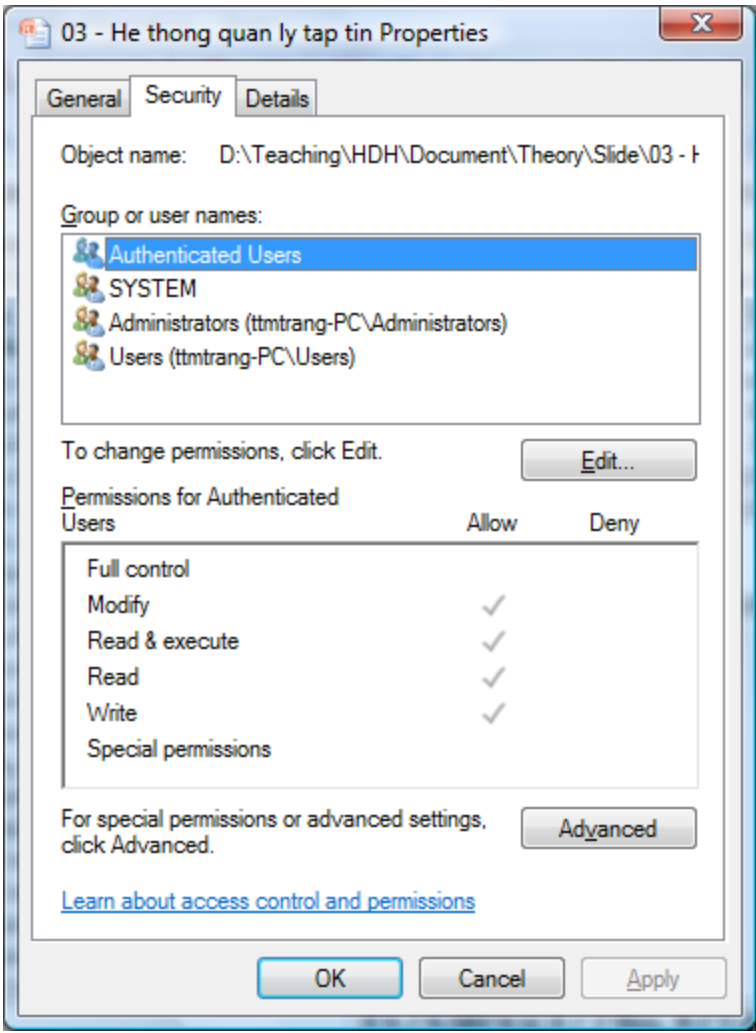 03 - He thong quan ly tap tin Properties
General Security Details
Object name: D:\Teaching\HDH\Document\Theory\Slide\03 - H
Group or user names:
Authenticated Users
SYSTEM
Administrators (ttmtrang-PC\Administrators)
Users (ttmtrang-PC\Users)
To change permissions, click Edit.
Edit...
Permissions for Authenticated
Users Allow Deny
Full control
Modify
Read & execute
Read
Write
Special permissions
For special permissions or advanced settings,
click Advanced.
Advanced
Learn about access control and permissions
OK Cancel Apply